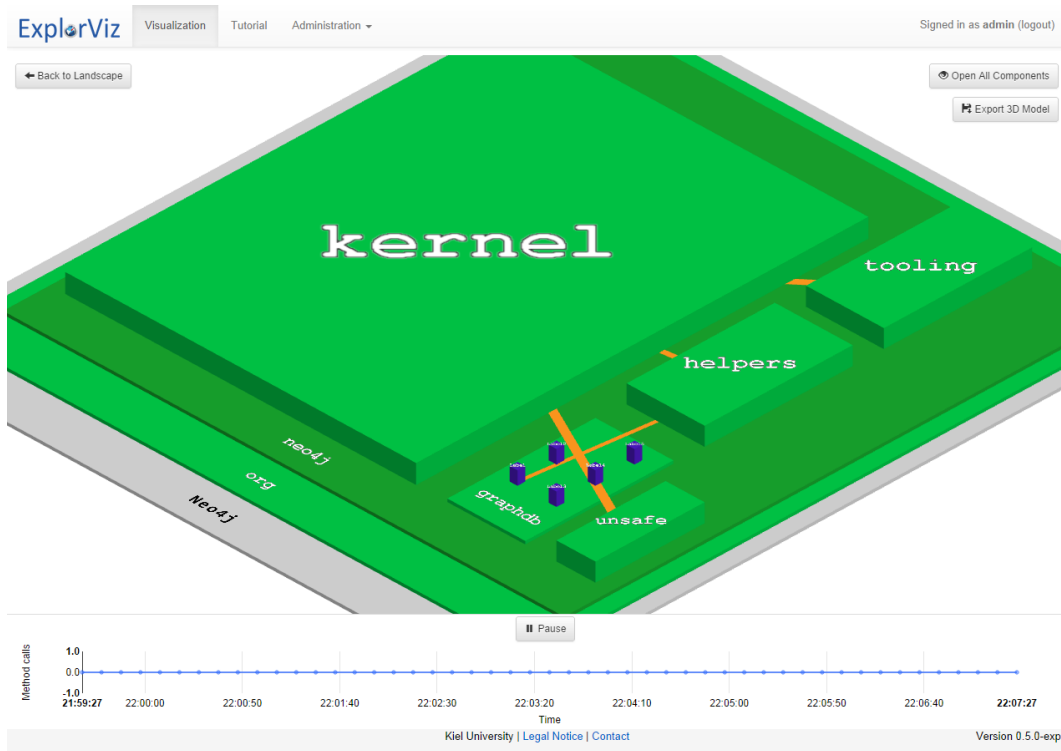 ExplorViz
Visualization
Tutorial
Administration
Signed in as admin (logout)
Back to Landscape
Open All Components
Export 3D Model
kernel
tooling
helpers
neo4j
org
Neo4j
graphdb
unsafe
Pause
Method calls
1.0
0.0
-1.0
21:59:27 22:00:00 22:00:50 22:01:40 22:02:30 22:03:20 22:04:10 22:05:00 22:05:50 22:06:40 22:07:27
Time
Kiel University | Legal Notice | Contact
Version 0.5.0-exp